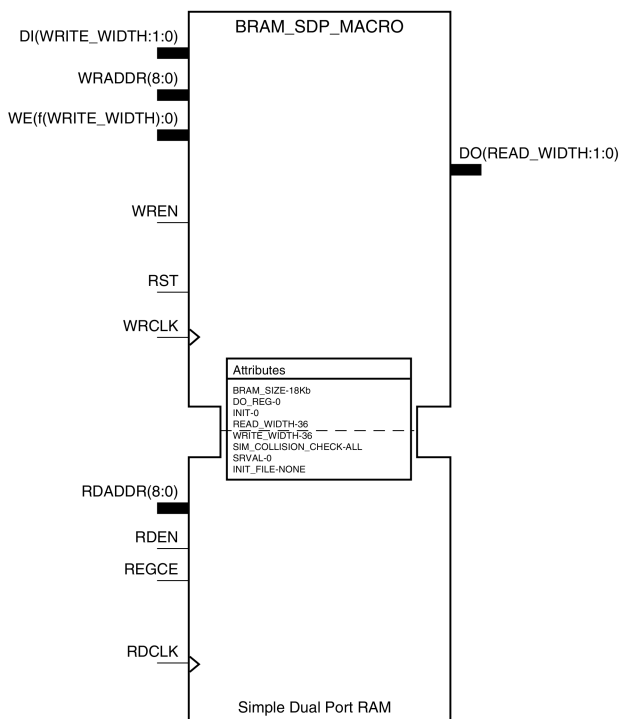 BRAM_SDP_MACRO
DI(WRITE_WIDTH:1:0)
WRADDR(8:0)
WE(f(WRITE_WIDTH):0)
DO(READ_WIDTH:1:0)
WREN
RST
WRCLK
Attributes
BRAM_SIZE-18Kb
DO_REG-0
INIT-0
READ_WIDTH-36
WRITE_WIDTH-36
SIM_COLLISION_CHECK-ALL
SRVAL-0
INIT_FILE-NONE
RDADDR(8:0)
RDEN
REGCE
RDCLK
Simple Dual Port RAM